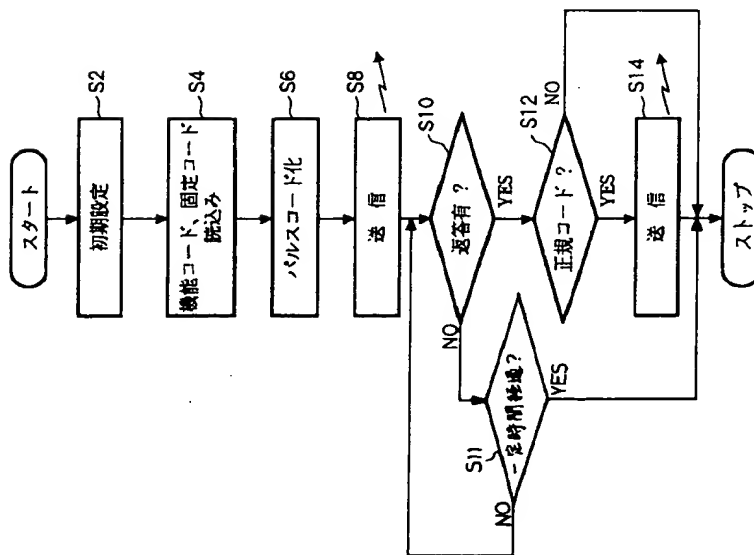 スタート
初期設定
S2
機能コード、固定コード
読込み
S4
パルスコード化
S6
送信
S8
返答有?
S10
NO
YES
一定時間経過?
S11
NO
YES
正規コード?
S12
NO
YES
送信
S14
ストップ